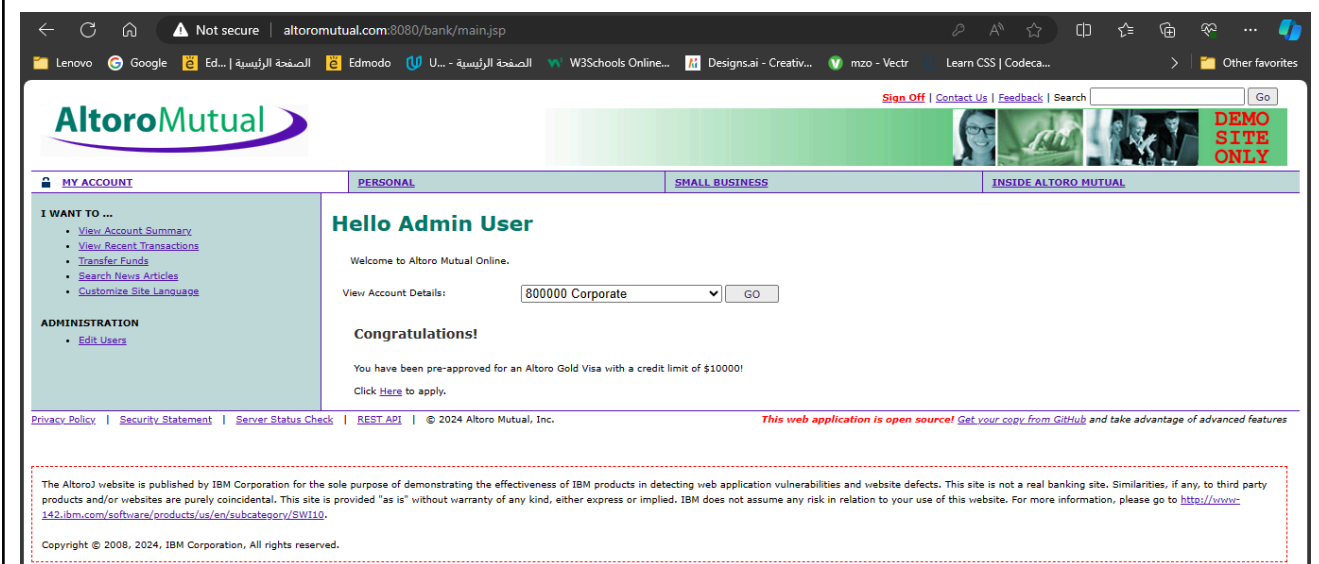 Not secure altoromutual.com:8080/bank/main.jsp
Lenovo Google الصفحة الرئيسية | Ed... Edmodo الصفحة الرئيسية - U... W3Schools Online... Designs.ai - Creativ... mzo - Vectr Learn CSS | Codeca... Other favorites
Sign Off | Contact Us | Feedback | Search Go
AltoroMutual
DEMO
SITE
ONLY
MY ACCOUNT PERSONAL SMALL BUSINESS INSIDE ALTORO MUTUAL
I WANT TO ...
View Account Summary
View Recent Transactions
Transfer Funds
Search News Articles
Customize Site Language
ADMINISTRATION
Edit Users
Hello Admin User
Welcome to Altoro Mutual Online.
View Account Details: 800000 Corporate GO
Congratulations!
You have been pre-approved for an Altoro Gold Visa with a credit limit of $10000!
Click Here to apply.
Privacy Policy | Security Statement | Server Status Check | REST API | © 2024 Altoro Mutual, Inc. This web application is open source! Get your copy from GitHub and take advantage of advanced features
The AltoroJ website is published by IBM Corporation for the sole purpose of demonstrating the effectiveness of IBM products in detecting web application vulnerabilities and website defects. This site is not a real banking site. Similarities, if any, to third party
products and/or websites are purely coincidental. This site is provided "as is" without warranty of any kind, either express or implied. IBM does not assume any risk in relation to your use of this website. For more information, please go to http://www-
142.ibm.com/software/products/us/en/subcategory/SWI10.
Copyright © 2008, 2024, IBM Corporation, All rights reserved.